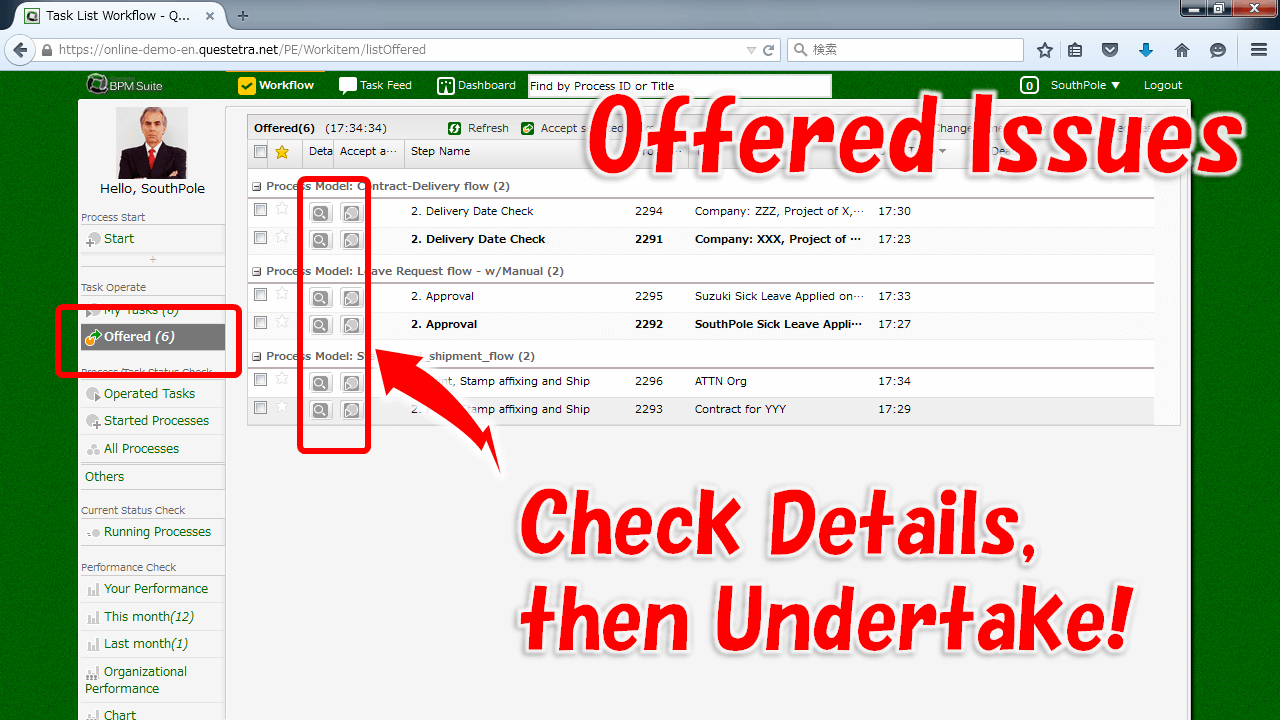 Task List Workflow - Q...
https://online-demo-en.questetra.net/PE/Workitem/listOffered
検索
BPM Suite
Workflow
Task Feed
Dashboard
Find by Process ID or Title
0
SouthPole ▼
Logout
Offered Issues
Hello, SouthPole
Process Start
Start
+
Task Operate
My Tasks (6)
Offered (6)
Process/Task Status Check
Operated Tasks
Started Processes
All Processes
Others
Current Status Check
Running Processes
Performance Check
Your Performance
This month(12)
Last month(1)
Organizational
Performance
Chart
Offered(6) (17:34:34)
Refresh
Accept s
Deta Accept a··· Step Name
Process Model: Contract-Delivery flow (2)
2. Delivery Date Check 2294 Company: ZZZ, Project of X,··· 17:30
2. Delivery Date Check 2291 Company: XXX, Project of ··· 17:23
Process Model: Leave Request flow - w/Manual (2)
2. Approval 2295 Suzuki Sick Leave Applied on··· 17:33
2. Approval 2292 SouthPole Sick Leave Appli··· 17:27
Process Model: S _shipment_flow (2)
, Stamp affixing and Ship 2296 ATTN Org 17:34
2. Stamp affixing and Ship 2293 Contract for YYY 17:29
Check Details,
then Undertake!